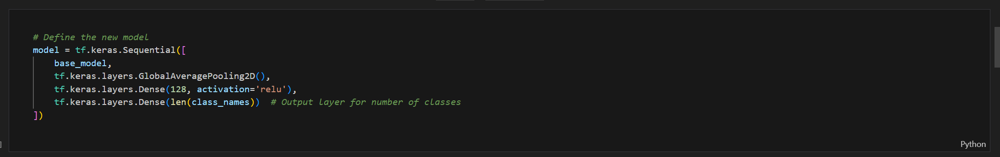 # Define the new model
model = tf.keras.Sequential([
    base_model,
    tf.keras.layers.GlobalAveragePooling2D(),
    tf.keras.layers.Dense(128, activation='relu'),
    tf.keras.layers.Dense(len(class_names))  # Output layer for number of classes
])
]
Python